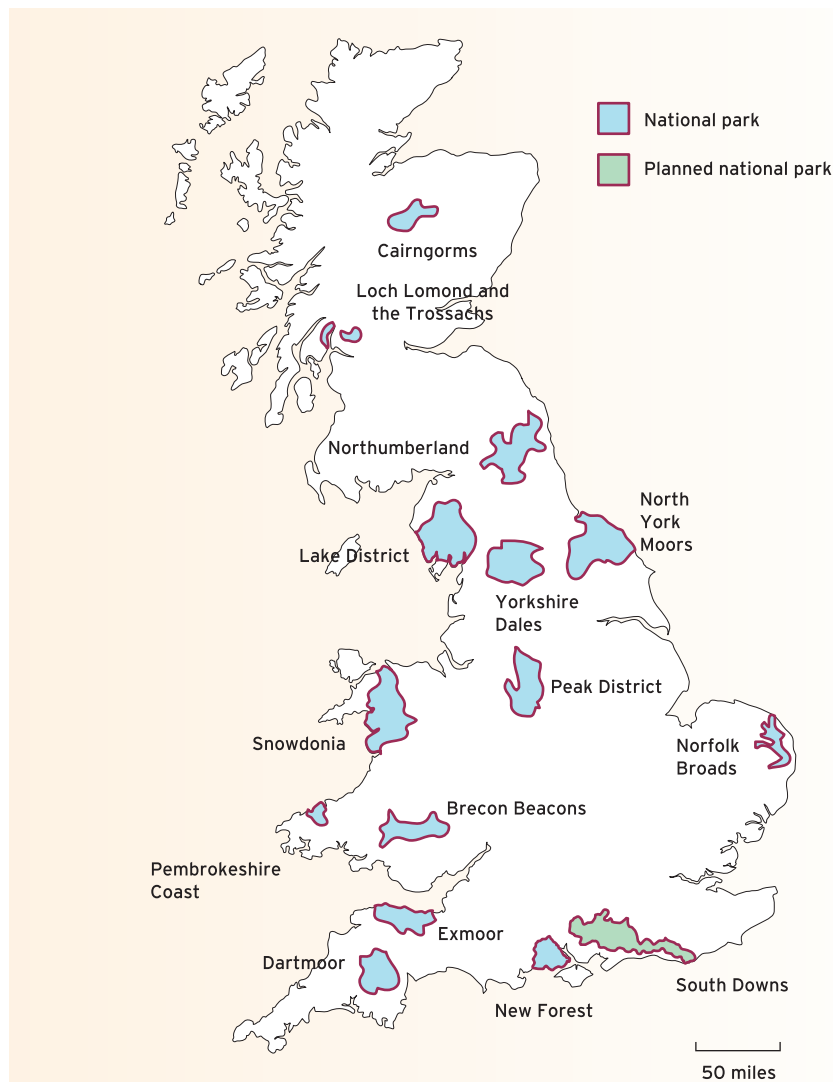 National park
Planned national park
Cairngorms
Loch Lomond and
the Trossachs
Northumberland
North
York
Moors
Lake District
Yorkshire
Dales
Peak District
Snowdonia
Norfolk
Broads
Brecon Beacons
Pembrokeshire
Coast
Exmoor
Dartmoor
South Downs
New Forest
50 miles